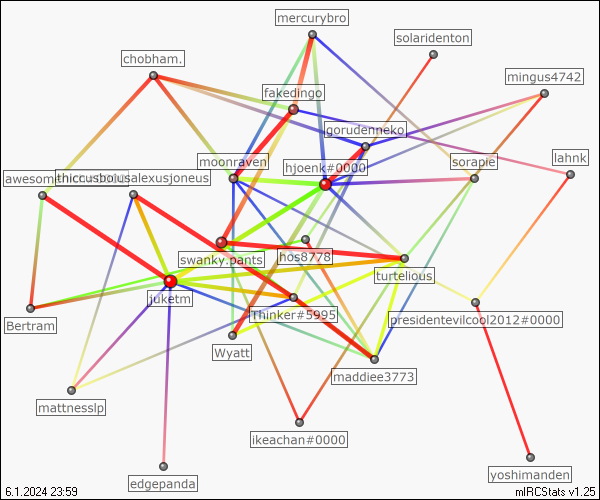 mercurybro
solaridenton
chobham.
mingus4742
fakedingo
gorudenneko
moonraven
hjoenk#0000
sorapie
lahnk
thiccusboiusalexusjoneus
swanky.pants
hos8778
turtelious
juketm
Thinker#5995
Bertram
presidentevilcool2012#0000
Wyatt
maddiee3773
mattnesslp
ikeachan#0000
edgepanda
yoshimanden
6.1.2024 23:59
mIRCStats v1.25